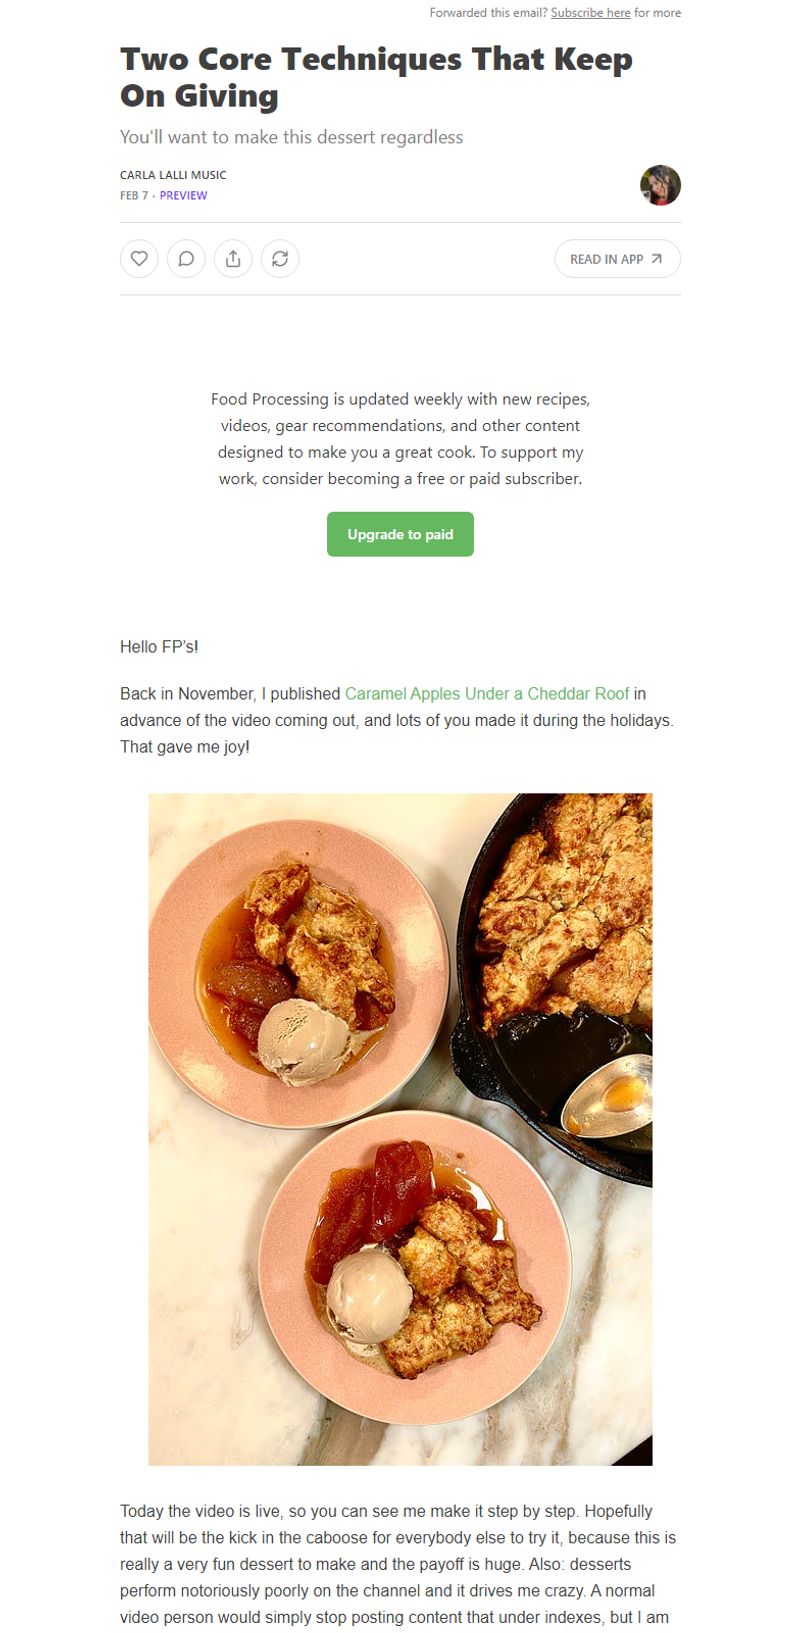 Forwarded this email? Subscribe here for more
Two Core Techniques That Keep
On Giving
You'll want to make this dessert regardless
CARLA LALLI MUSIC
FEB 7 · PREVIEW
READ IN APP
Food Processing is updated weekly with new recipes,
videos, gear recommendations, and other content
designed to make you a great cook. To support my
work, consider becoming a free or paid subscriber.
Upgrade to paid
Hello FP's!
Back in November, I published Caramel Apples Under a Cheddar Roof in
advance of the video coming out, and lots of you made it during the holidays.
That gave me joy!
Today the video is live, so you can see me make it step by step. Hopefully
that will be the kick in the caboose for everybody else to try it, because this is
really a very fun dessert to make and the payoff is huge. Also: desserts
perform notoriously poorly on the channel and it drives me crazy. A normal
video person would simply stop posting content that under indexes, but I am